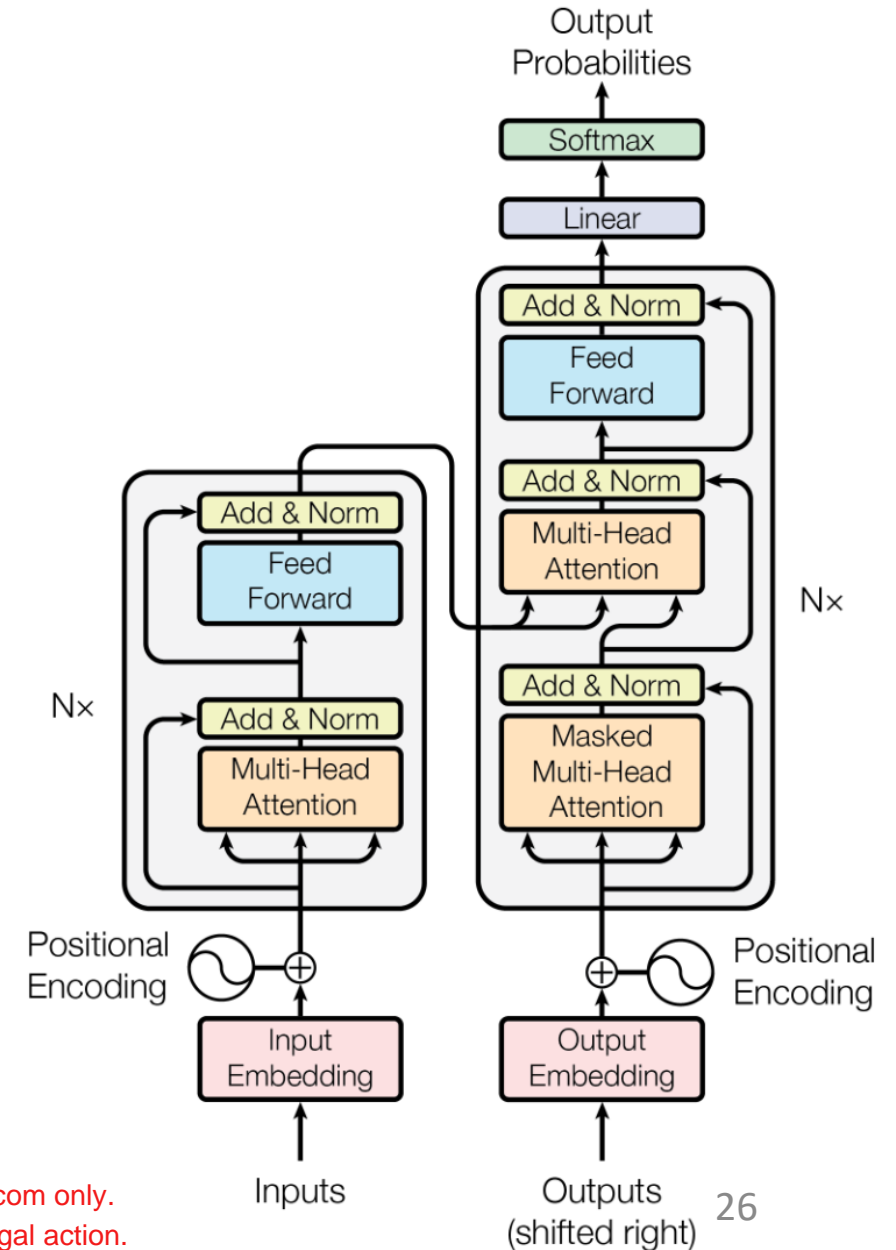 Output
Probabilities
Softmax
Linear
Add & Norm
Feed
Forward
Add & Norm
Multi-Head
Attention
Nx
Add & Norm
Masked
Multi-Head
Attention
Add & Norm
Feed
Forward
Nx
Add & Norm
Multi-Head
Attention
Positional
Encoding
Positional
Encoding
Input
Embedding
Output
Embedding
Inputs
Outputs
(shifted right)
26
com only.
gal action.